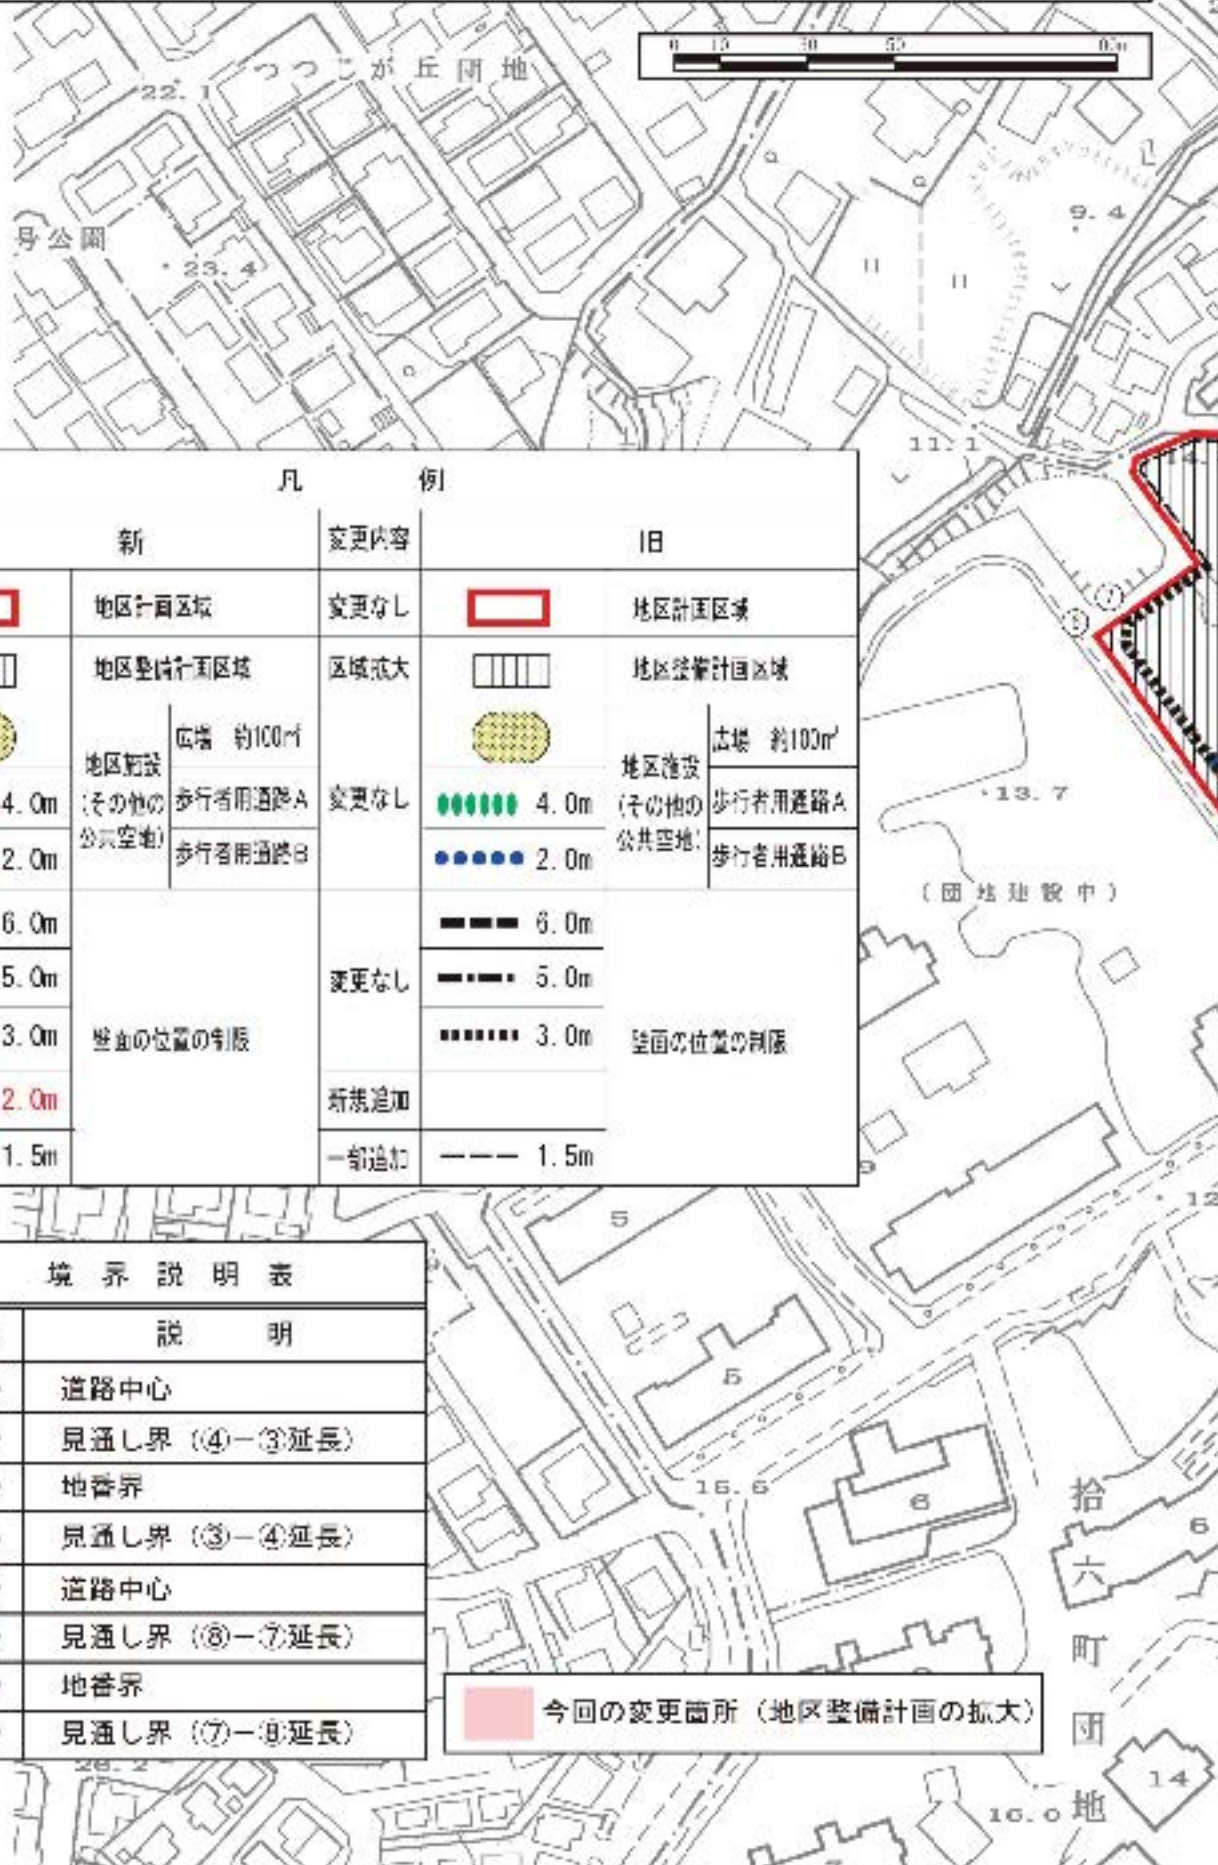 0 10 30 50 100m
つつじが丘団地
22.1
号公園
23.4
9.4
11.1
凡 例
新 変更内容 旧
地区計画区域 変更なし 地区計画区域
地区整備計画区域 区域拡大 地区整備計画区域
地区施設(その他の公共空地) 広場 約100㎡ 変更なし 地区施設(その他の公共空地) 広場 約100㎡
4.0m 歩行者用通路A 4.0m 歩行者用通路A
2.0m 歩行者用通路B 2.0m 歩行者用通路B
6.0m 6.0m
5.0m 変更なし 5.0m
3.0m 壁面の位置の制限 3.0m 壁面の位置の制限
2.0m 新規追加
1.5m 一部追加 1.5m
⑦
13.7
(団地建設中)
9
12
5
5
境界説明表
説 明
道路中心
見通し界(④-③延長)
地番界
見通し界(③-④延長)
道路中心
見通し界(⑧-⑦延長)
地番界
見通し界(⑦-⑧延長)
6
6
拾六町団地
今回の変更箇所(地区整備計画の拡大)
14
16.0